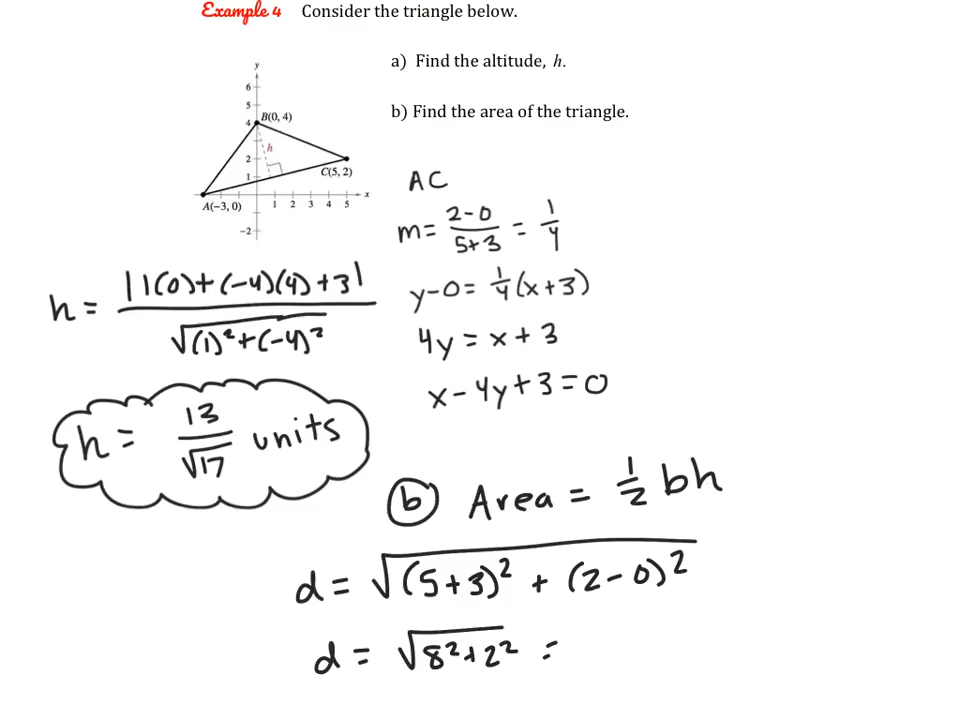 Example 4 Consider the triangle below.
a) Find the altitude, h.
b) Find the area of the triangle.
y
6
5
4
B(0, 4)
h
2
1
C(5, 2)
A(−3, 0)
1 2 3 4 5
x
−2
AC
m = (2-0)/(5+3) = 1/4
y-0 = 1/4(x+3)
4y = x + 3
x - 4y + 3 = 0
h = |1(0)+(-4)(4)+3| / √((1)²+(-4)²)
h = 13/√17 units
b Area = 1/2 bh
d = √((5+3)² + (2-0)²)
d = √(8²+2²) =